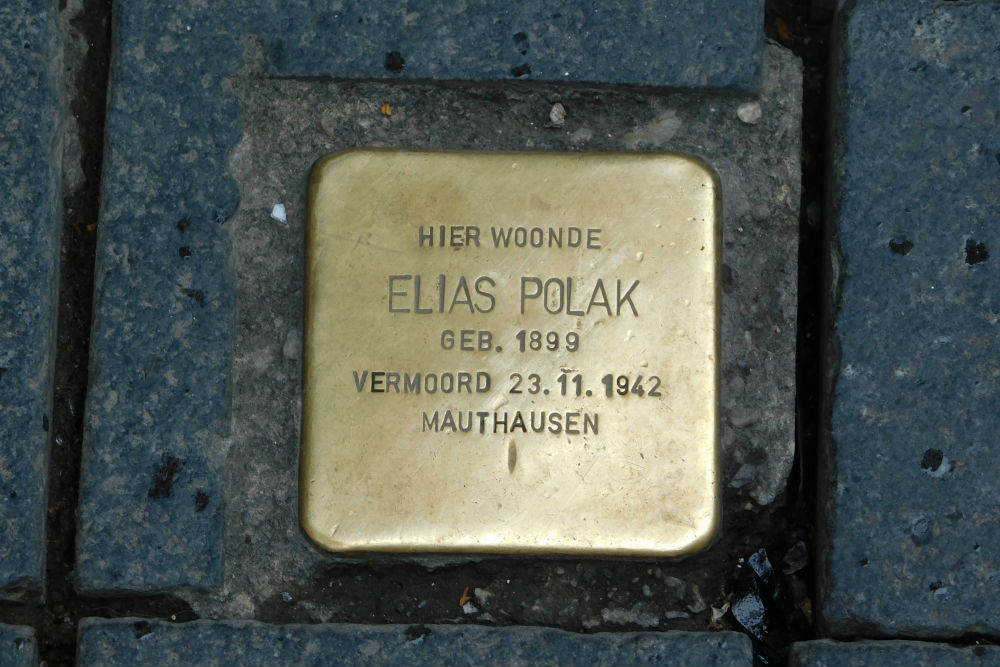 HIER WOONDE
ELIAS POLAK
GEB. 1899
VERMOORD 23.11.1942
MAUTHAUSEN